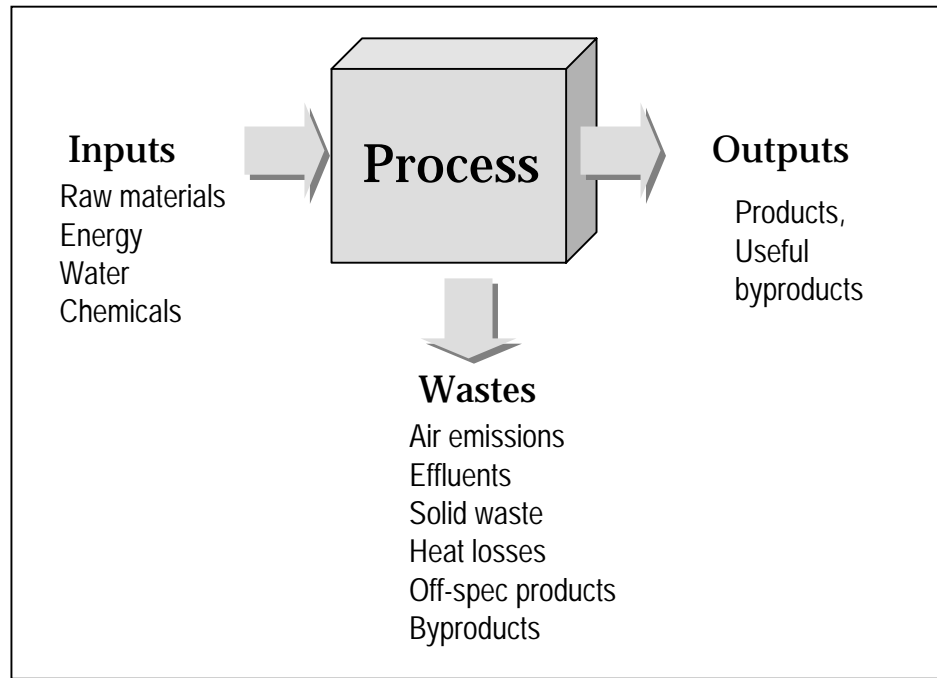 Inputs
Raw materials
Energy
Water
Chemicals
Process
Outputs
Products,
Useful
byproducts
Wastes
Air emissions
Effluents
Solid waste
Heat losses
Off-spec products
Byproducts